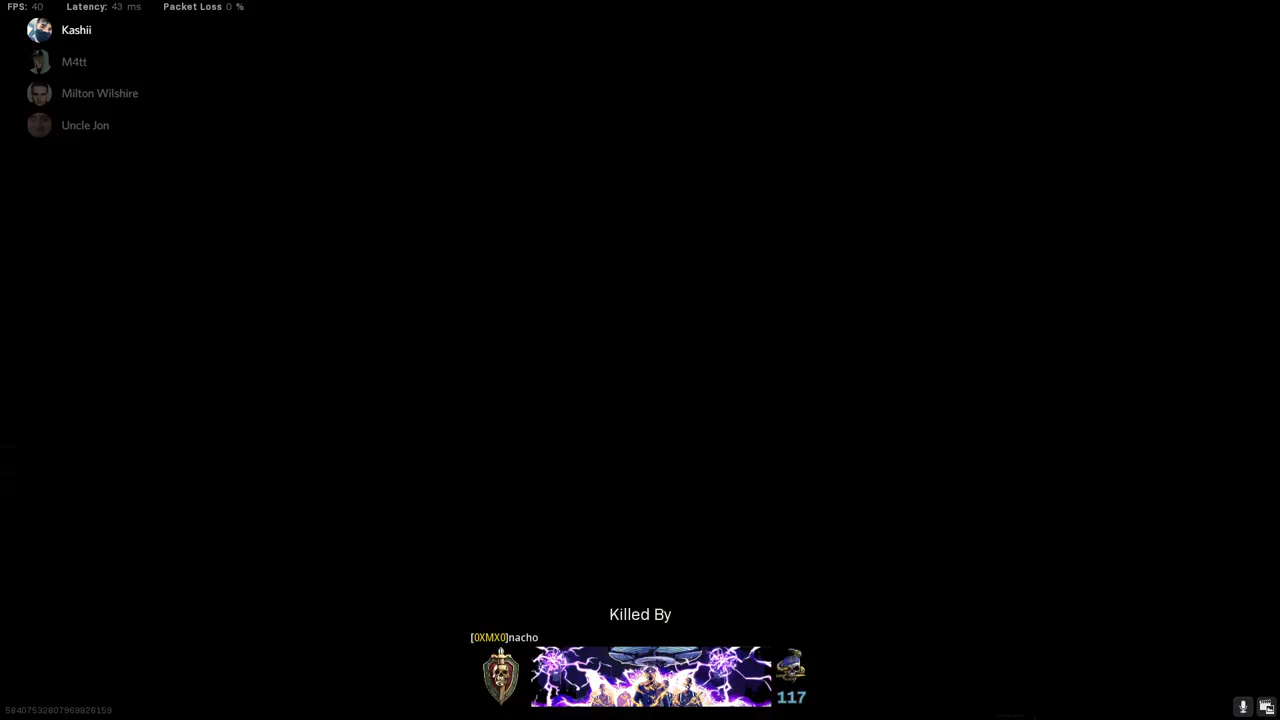 FPS: 40 Latency: 43 ms Packet Loss 0 %
Kashii
M4tt
Milton Wilshire
Uncle Jon
Killed By
[0XMX0]nacho
117
58407532807969826159